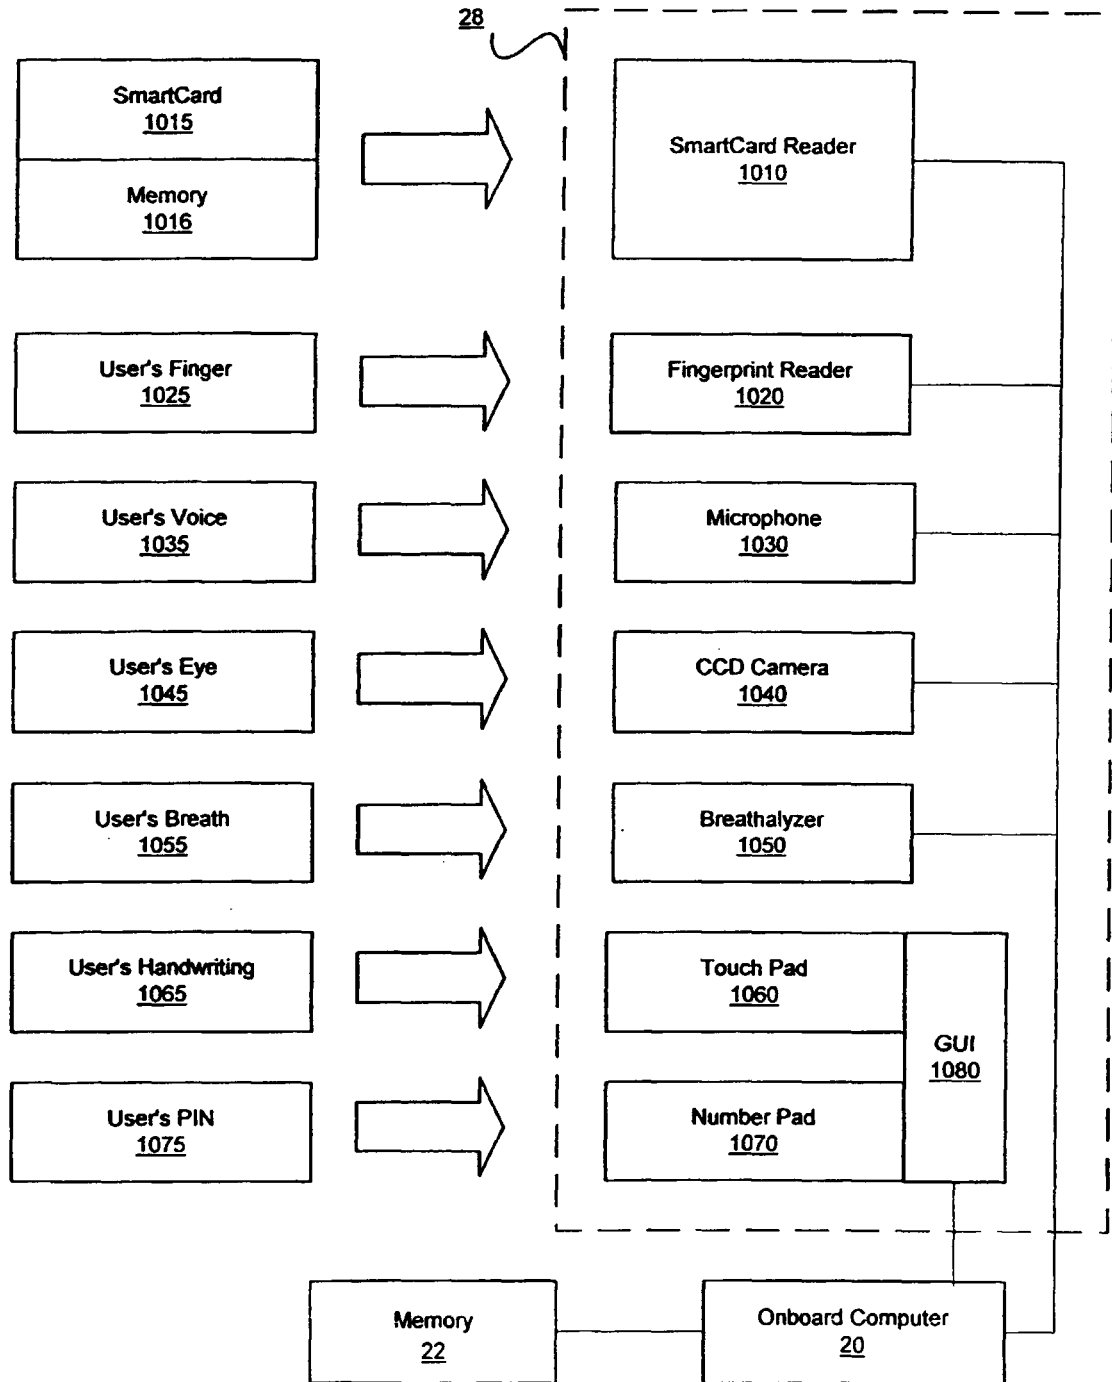 28
SmartCard
1015
Memory
1016
SmartCard Reader
1010
User's Finger
1025
Fingerprint Reader
1020
User's Voice
1035
Microphone
1030
User's Eye
1045
CCD Camera
1040
User's Breath
1055
Breathalyzer
1050
User's Handwriting
1065
Touch Pad
1060
GUI
1080
User's PIN
1075
Number Pad
1070
Memory
22
Onboard Computer
20